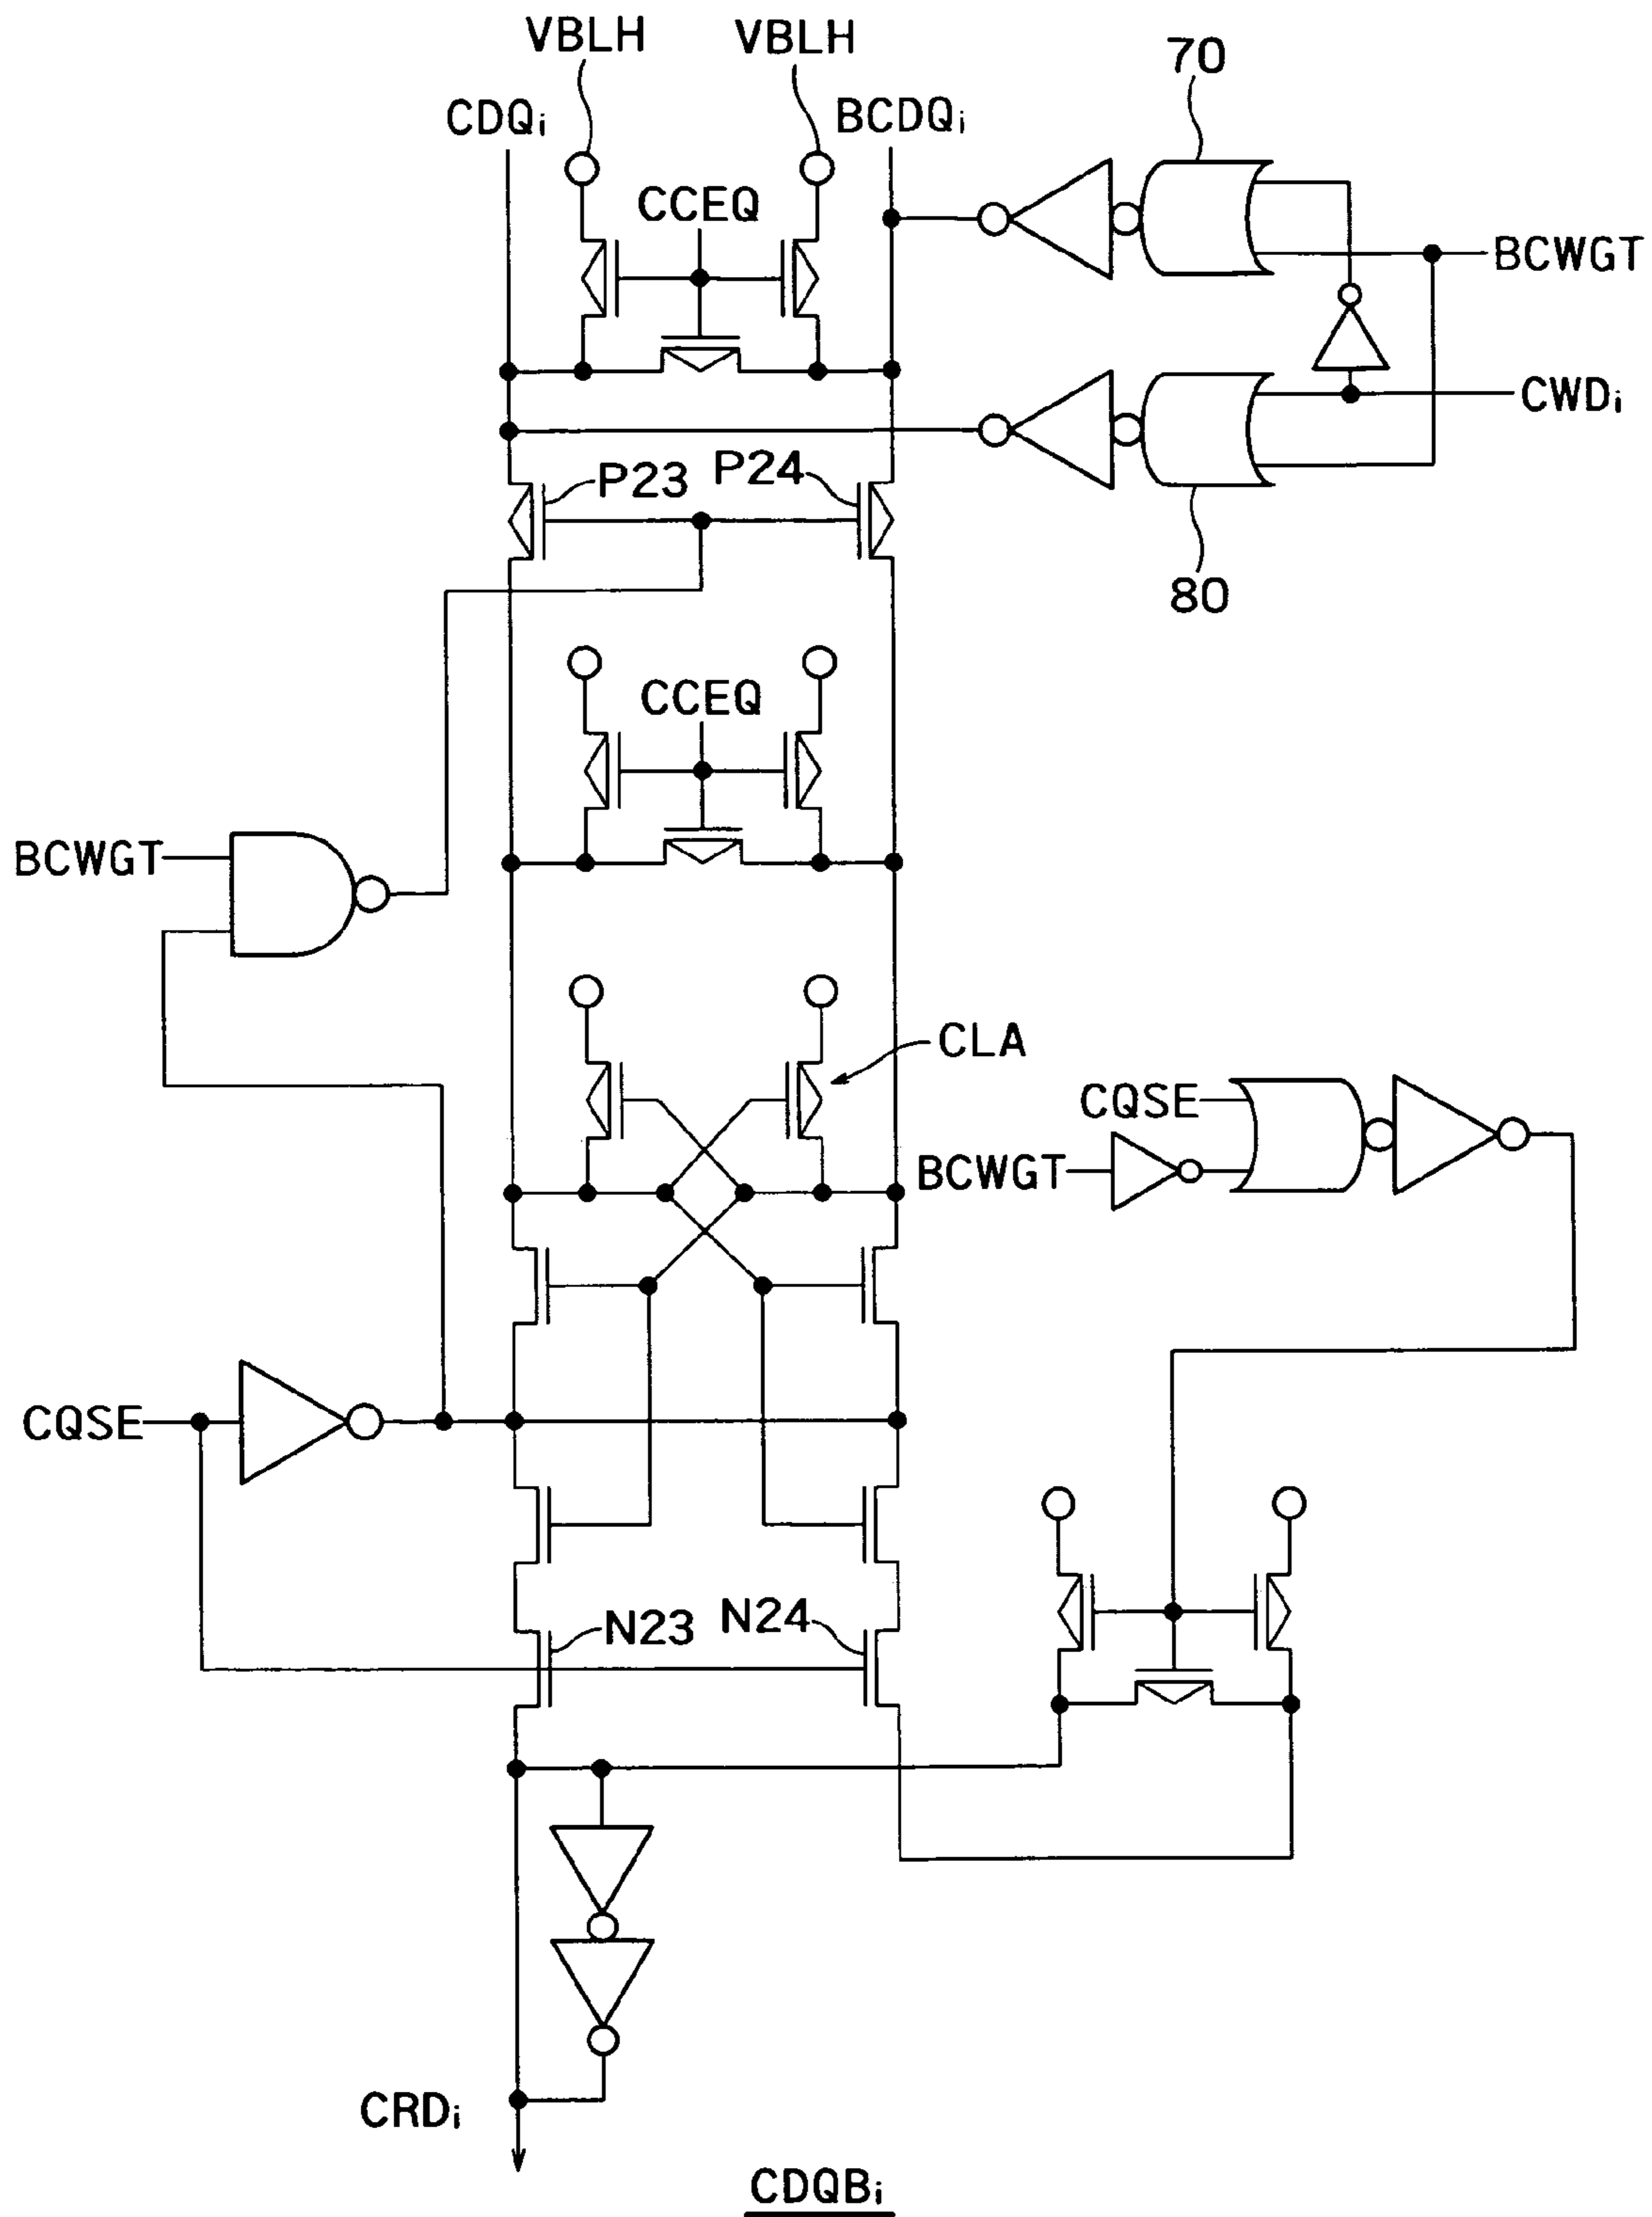 VBLH
VBLH
70
CDQi
BCDQi
CCEQ
BCWGT
CWDi
P23
P24
80
CCEQ
BCWGT
CLA
CQSE
BCWGT
CQSE
N23
N24
CRDi
CDQBi